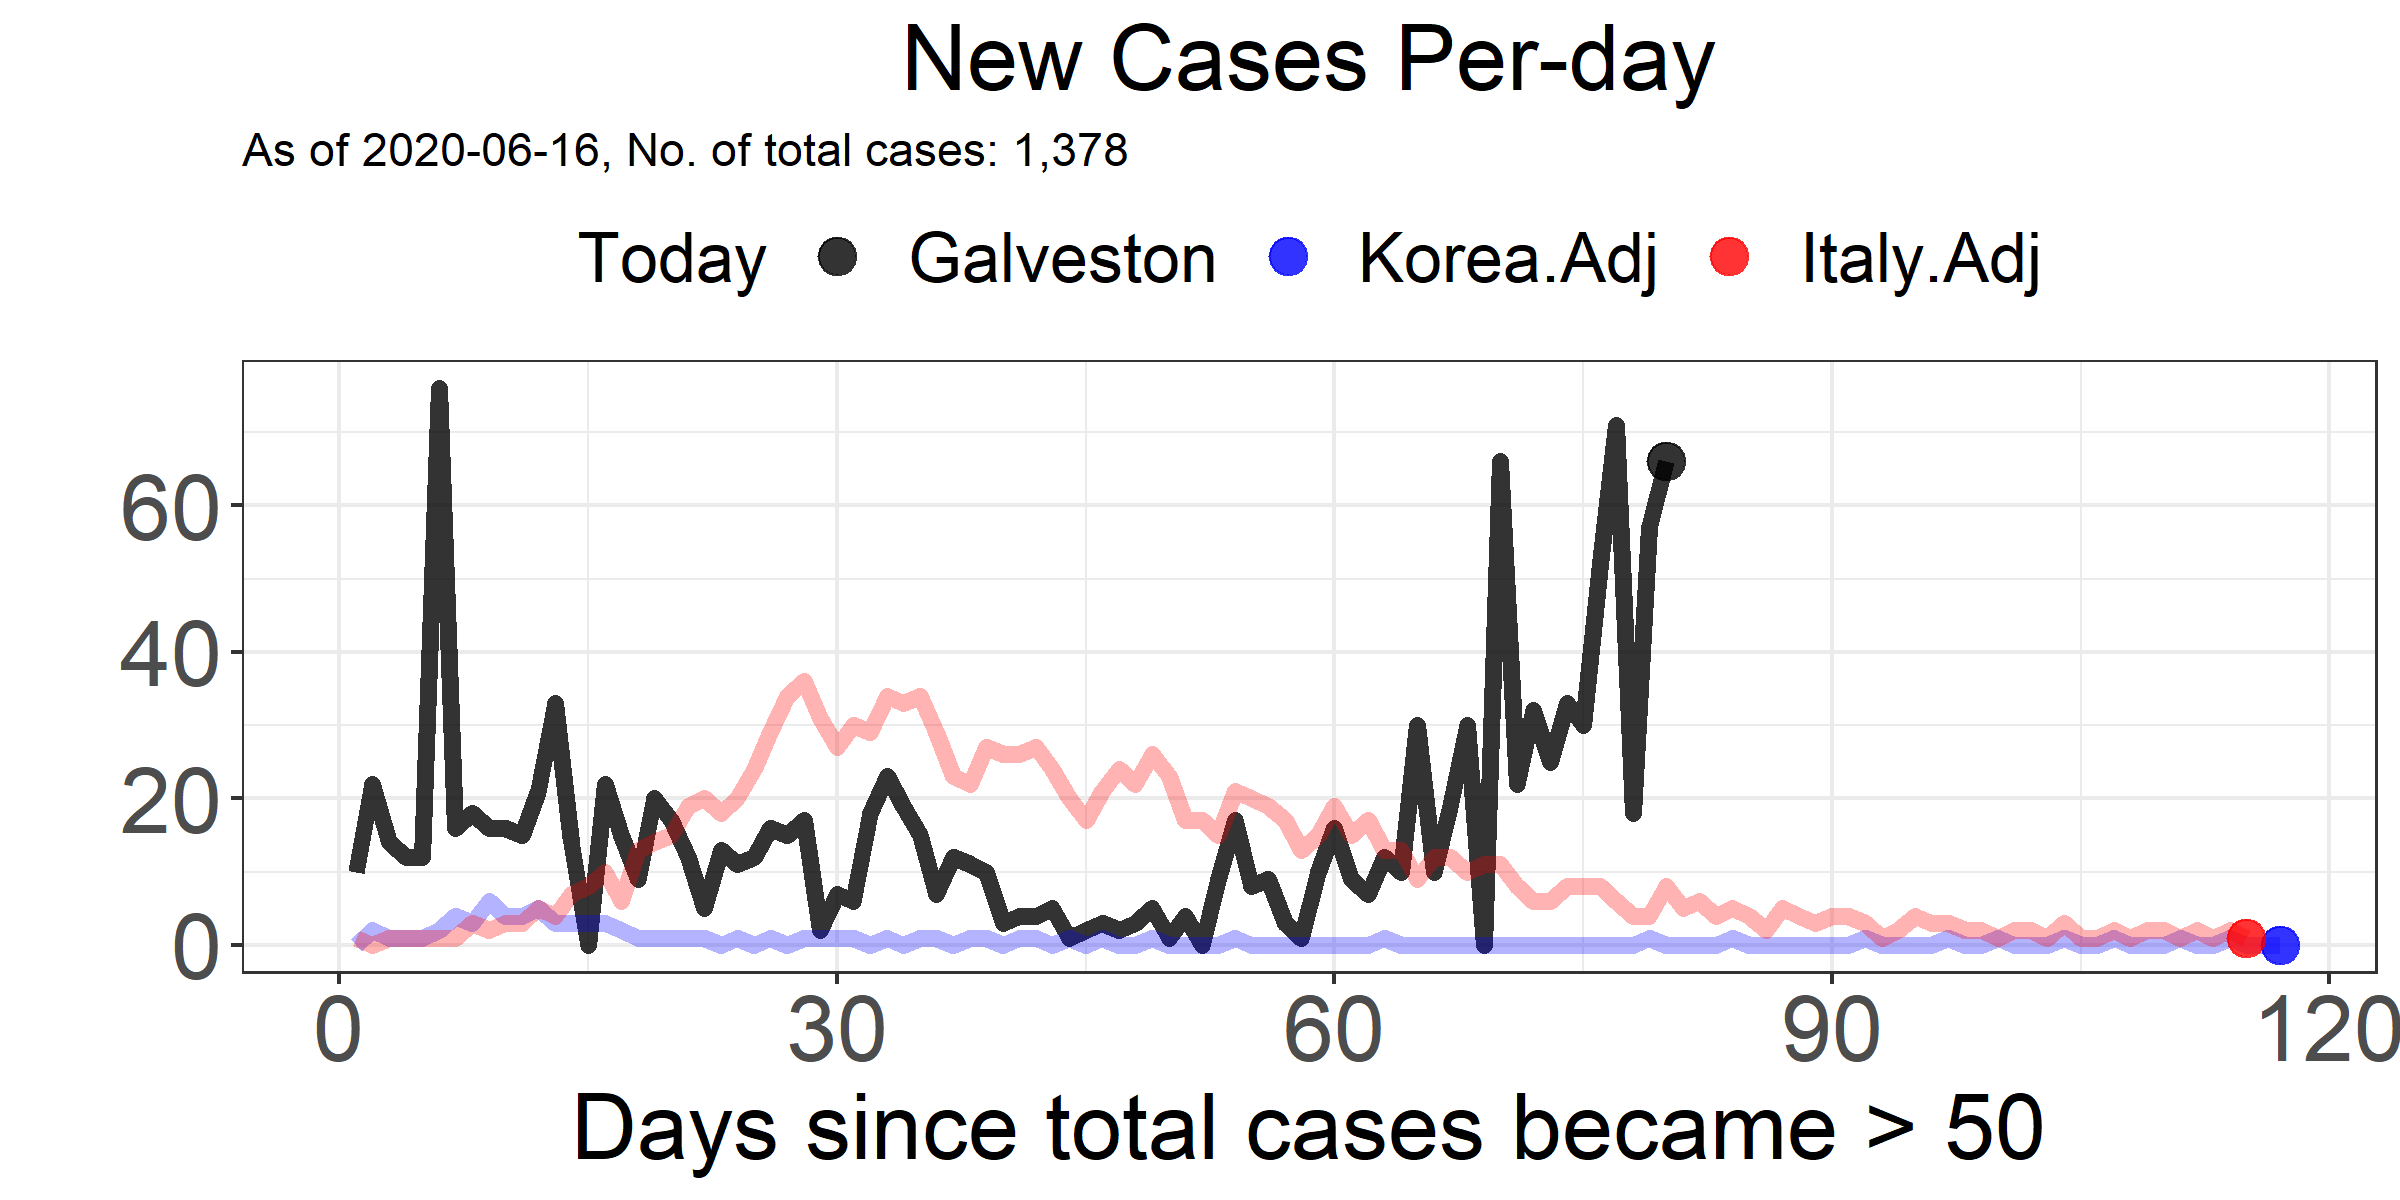 New Cases Per-day
As of 2020-06-16, No. of total cases: 1,378
Today Galveston Korea.Adj Italy.Adj
60
40
20
0
0 30 60 90 120
Days since total cases became > 50